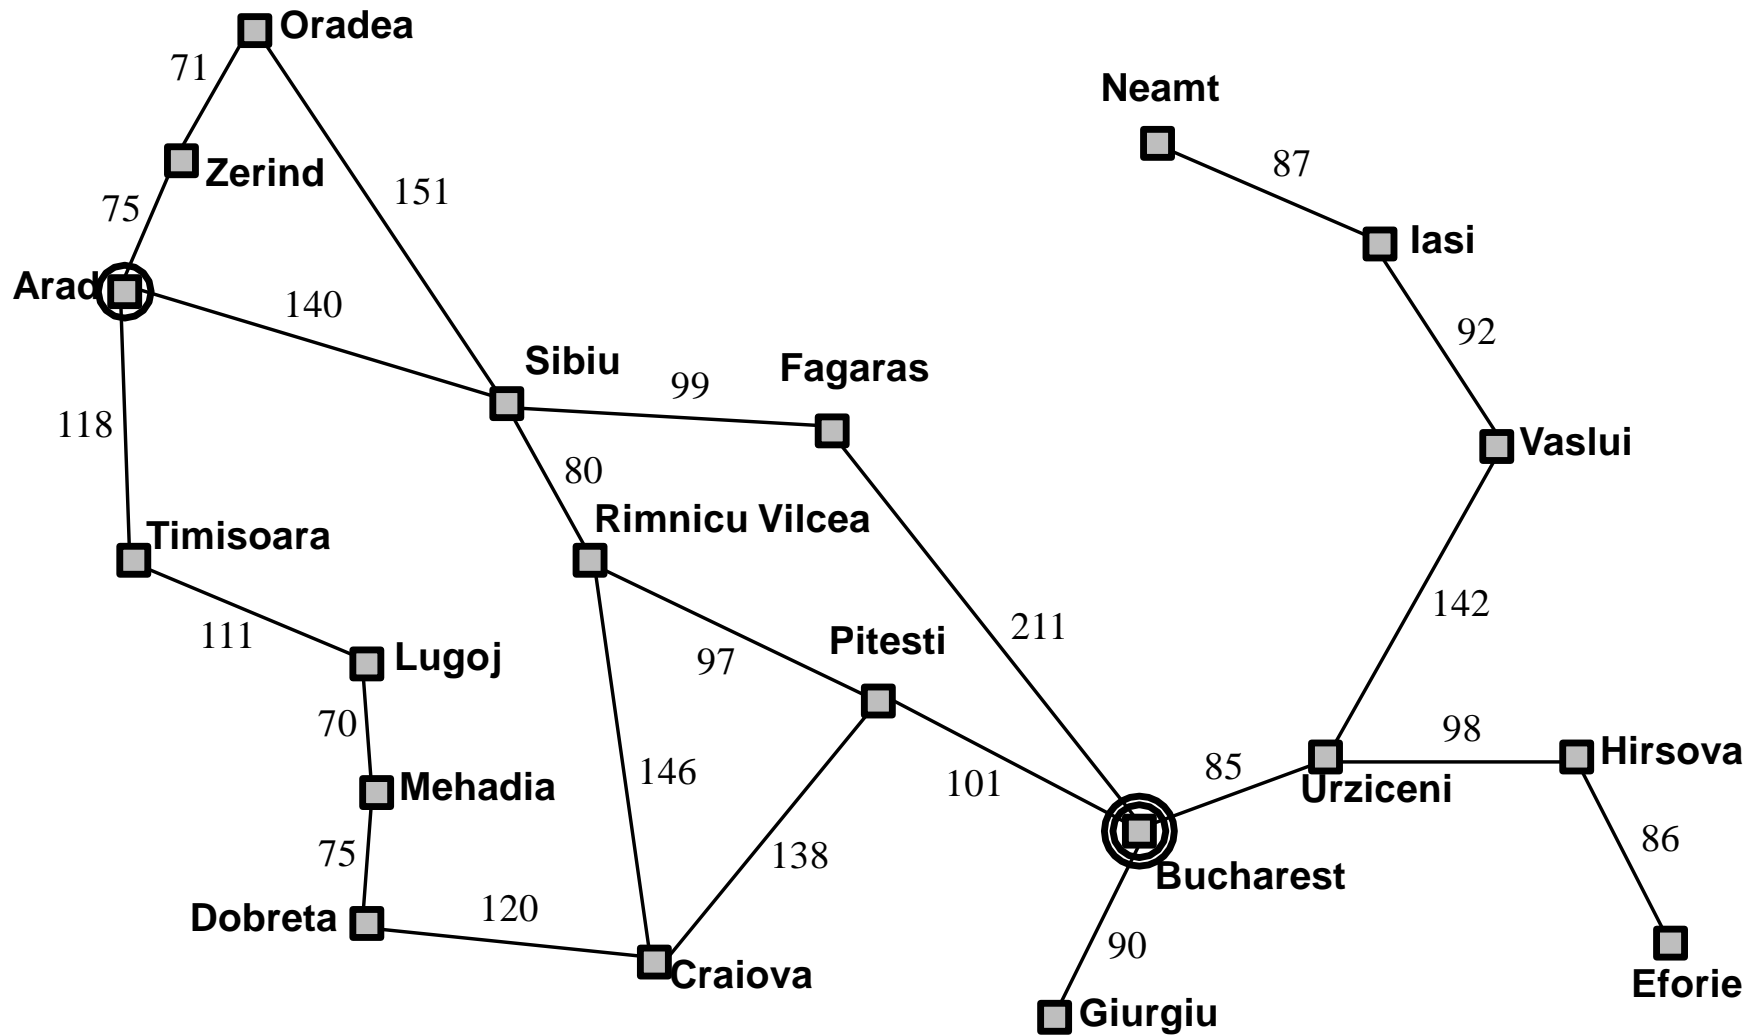 Oradea
71
Neamt
87
Zerind
151
75
Iasi
Arad
140
92
Sibiu
Fagaras
99
118
Vaslui
80
Rimnicu Vilcea
Timisoara
142
211
111
Lugoj
Pitesti
97
70
98
Hirsova
146
85
Mehadia
101
Urziceni
75
138
86
Bucharest
Dobreta
120
90
Craiova
Eforie
Giurgiu